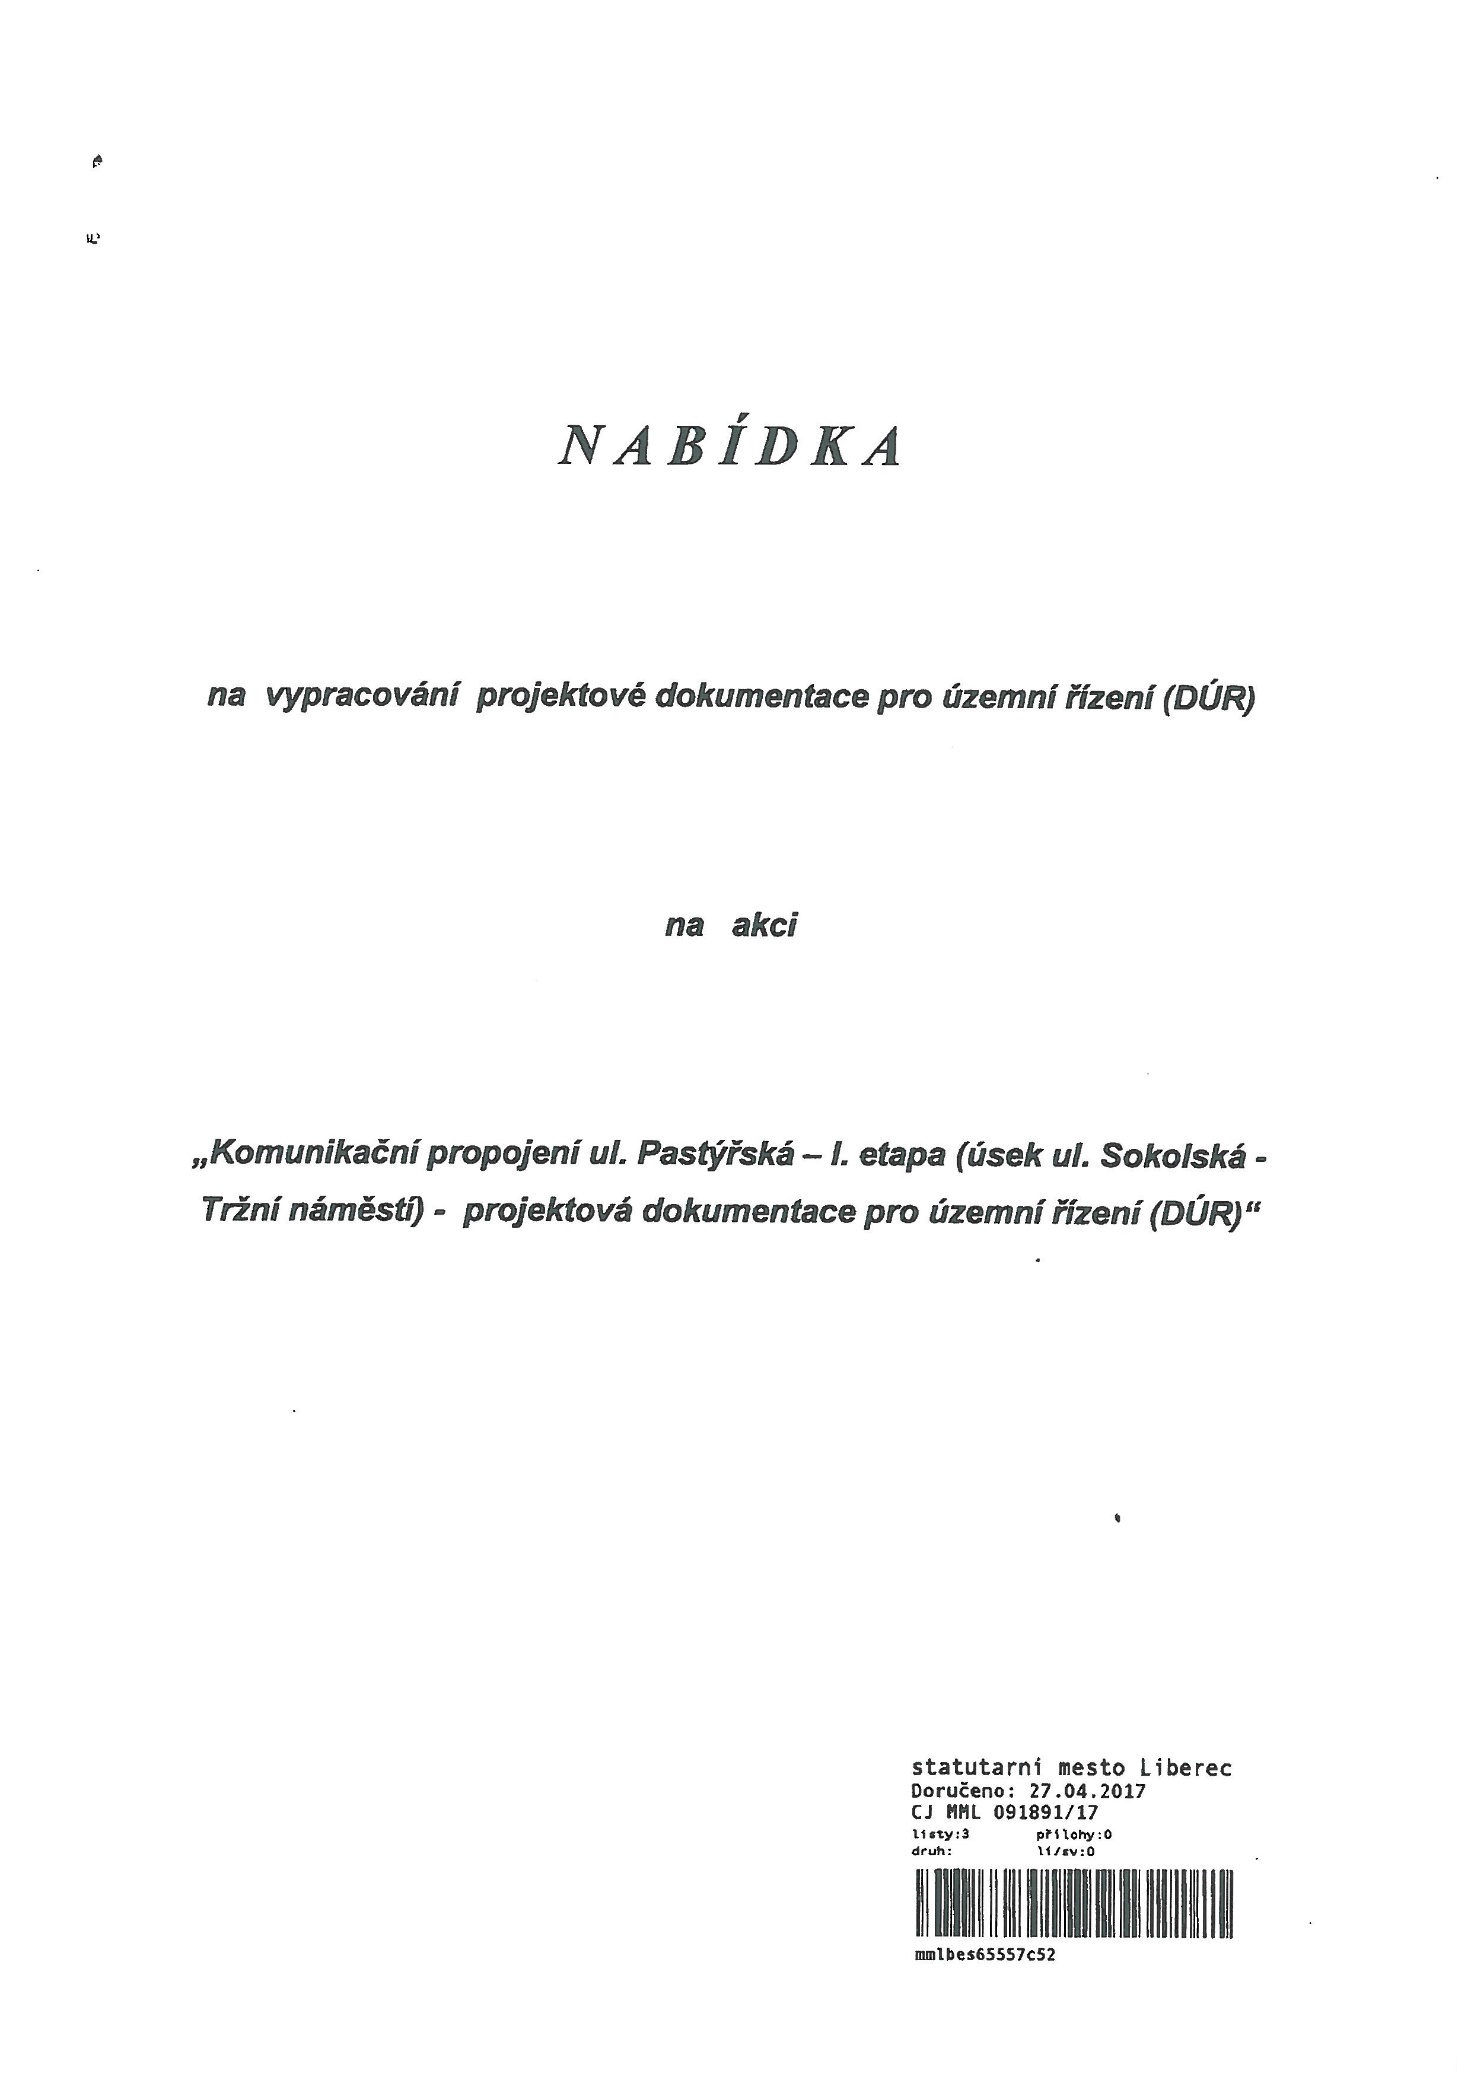 NABÍDKA
na vypracování projektové dokumentace pro územní řízení (DÚR)
na akci
„Komunikační propojení ul. Pastýřská – I. etapa (úsek ul. Sokolská -
Tržní náměstí) - projektová dokumentace pro územní řízení (DÚR)“
statutarní mesto Liberec
Doručeno: 27.04.2017
CJ MML 091891/17
listy:3 přílohy:0
druh: li/sv:0
mmlbes65557c52